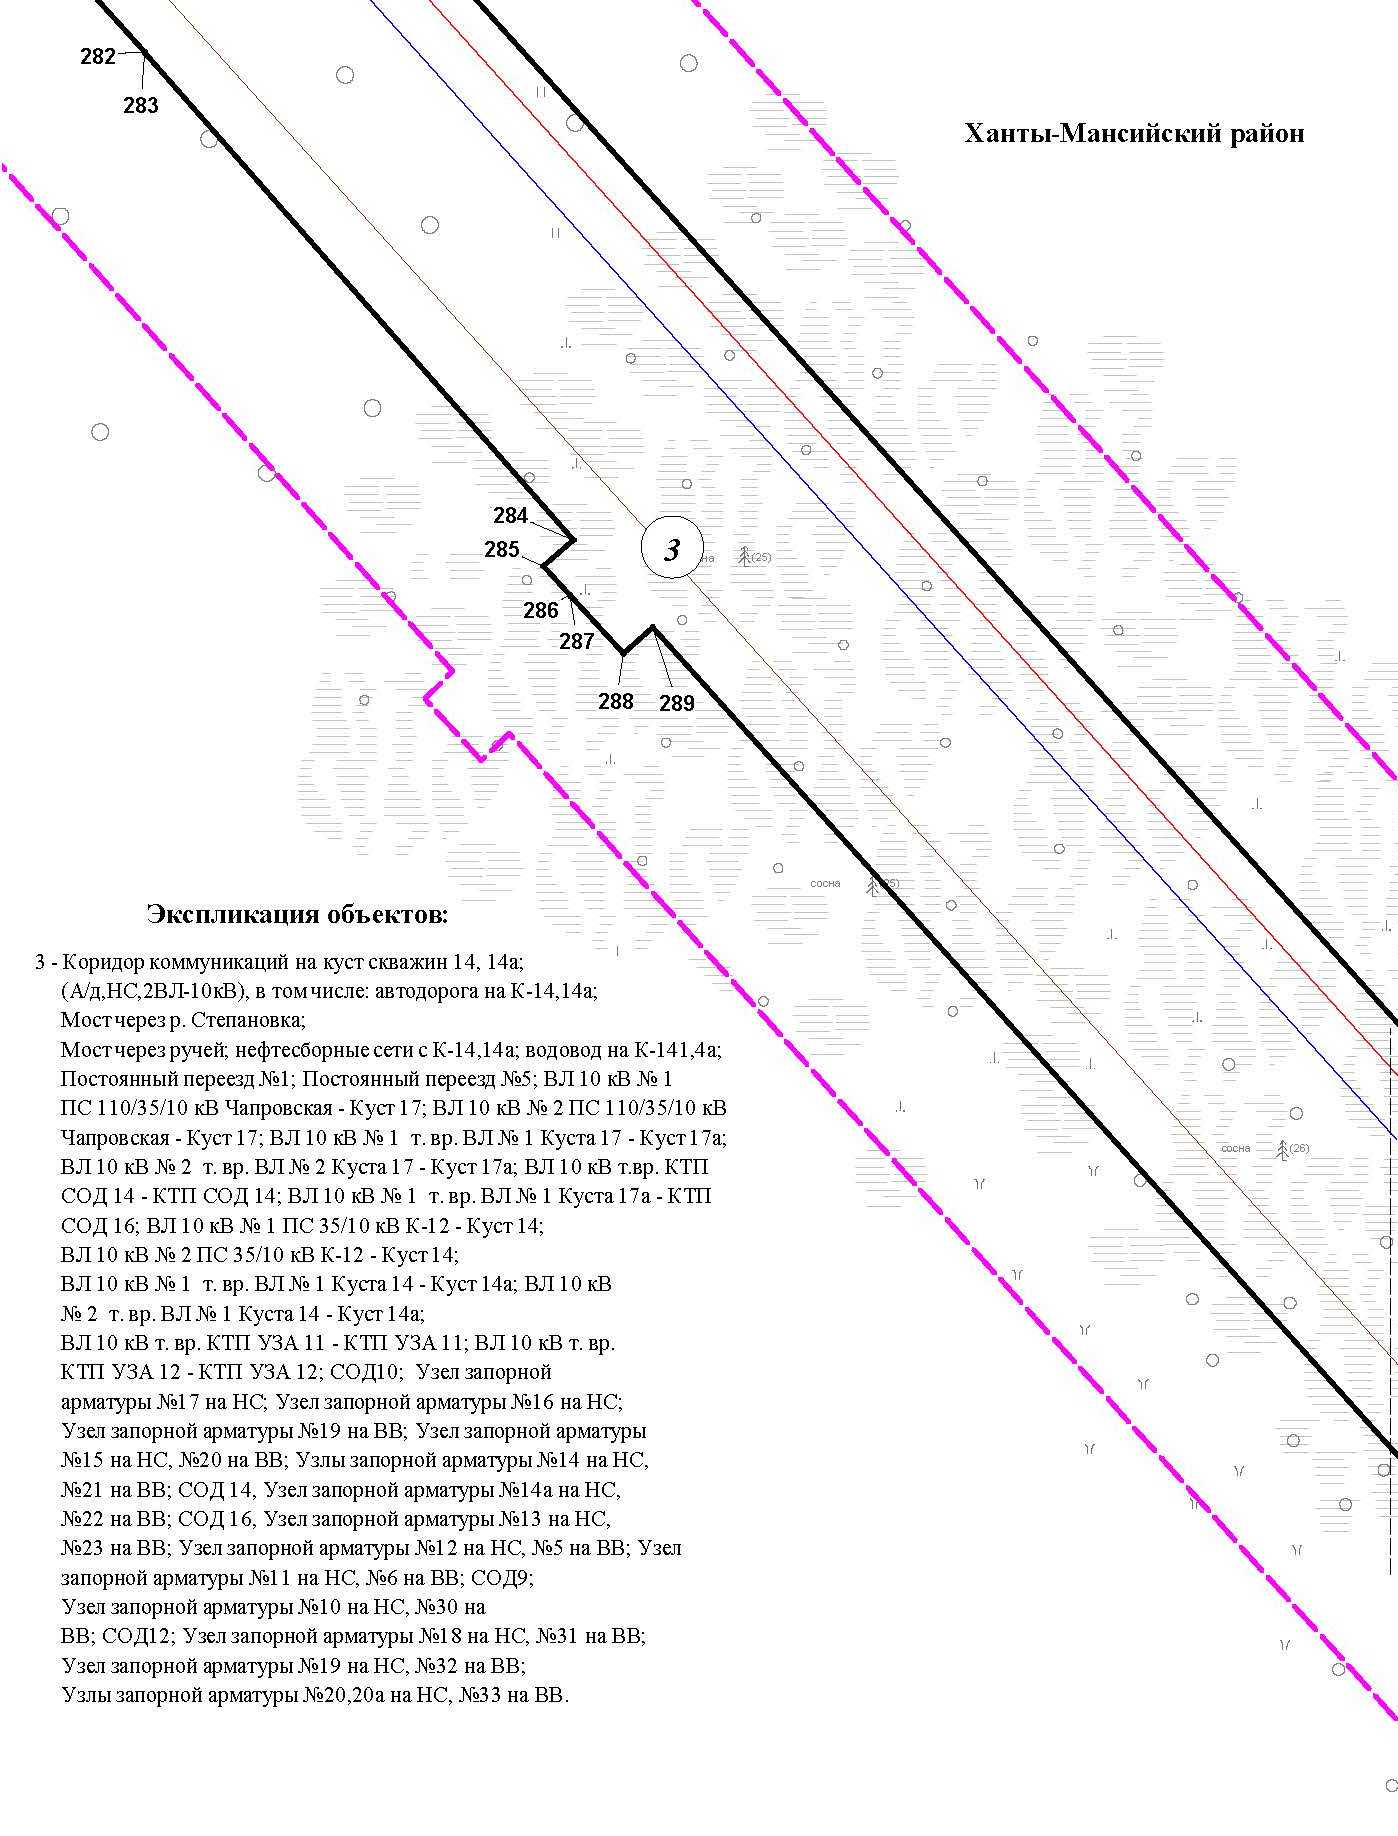 282
283
Ханты-Мансийский район
284
285
286
287
288
289
3
на (25)
сосна (25)
сосна (26)
Экспликация объектов:
3 - Коридор коммуникаций на куст скважин 14, 14а;
(А/д,НС,2ВЛ-10кВ), в том числе: автодорога на К-14,14а;
Мост через р. Степановка;
Мост через ручей; нефтесборные сети с К-14,14а; водовод на К-141,4а;
Постоянный переезд №1; Постоянный переезд №5; ВЛ 10 кВ № 1
ПС 110/35/10 кВ Чапровская - Куст 17; ВЛ 10 кВ № 2 ПС 110/35/10 кВ
Чапровская - Куст 17; ВЛ 10 кВ № 1 т. вр. ВЛ № 1 Куста 17 - Куст 17а;
ВЛ 10 кВ № 2 т. вр. ВЛ № 2 Куста 17 - Куст 17а; ВЛ 10 кВ т.вр. КТП
СОД 14 - КТП СОД 14; ВЛ 10 кВ № 1 т. вр. ВЛ № 1 Куста 17а - КТП
СОД 16; ВЛ 10 кВ № 1 ПС 35/10 кВ К-12 - Куст 14;
ВЛ 10 кВ № 2 ПС 35/10 кВ К-12 - Куст 14;
ВЛ 10 кВ № 1 т. вр. ВЛ № 1 Куста 14 - Куст 14а; ВЛ 10 кВ
№ 2 т. вр. ВЛ № 1 Куста 14 - Куст 14а;
ВЛ 10 кВ т. вр. КТП УЗА 11 - КТП УЗА 11; ВЛ 10 кВ т. вр.
КТП УЗА 12 - КТП УЗА 12; СОД10; Узел запорной
арматуры №17 на НС; Узел запорной арматуры №16 на НС;
Узел запорной арматуры №19 на ВВ; Узел запорной арматуры
№15 на НС, №20 на ВВ; Узлы запорной арматуры №14 на НС,
№21 на ВВ; СОД 14, Узел запорной арматуры №14а на НС,
№22 на ВВ; СОД 16, Узел запорной арматуры №13 на НС,
№23 на ВВ; Узел запорной арматуры №12 на НС, №5 на ВВ; Узел
запорной арматуры №11 на НС, №6 на ВВ; СОД9;
Узел запорной арматуры №10 на НС, №30 на
ВВ; СОД12; Узел запорной арматуры №18 на НС, №31 на ВВ;
Узел запорной арматуры №19 на НС, №32 на ВВ;
Узлы запорной арматуры №20,20а на НС, №33 на ВВ.